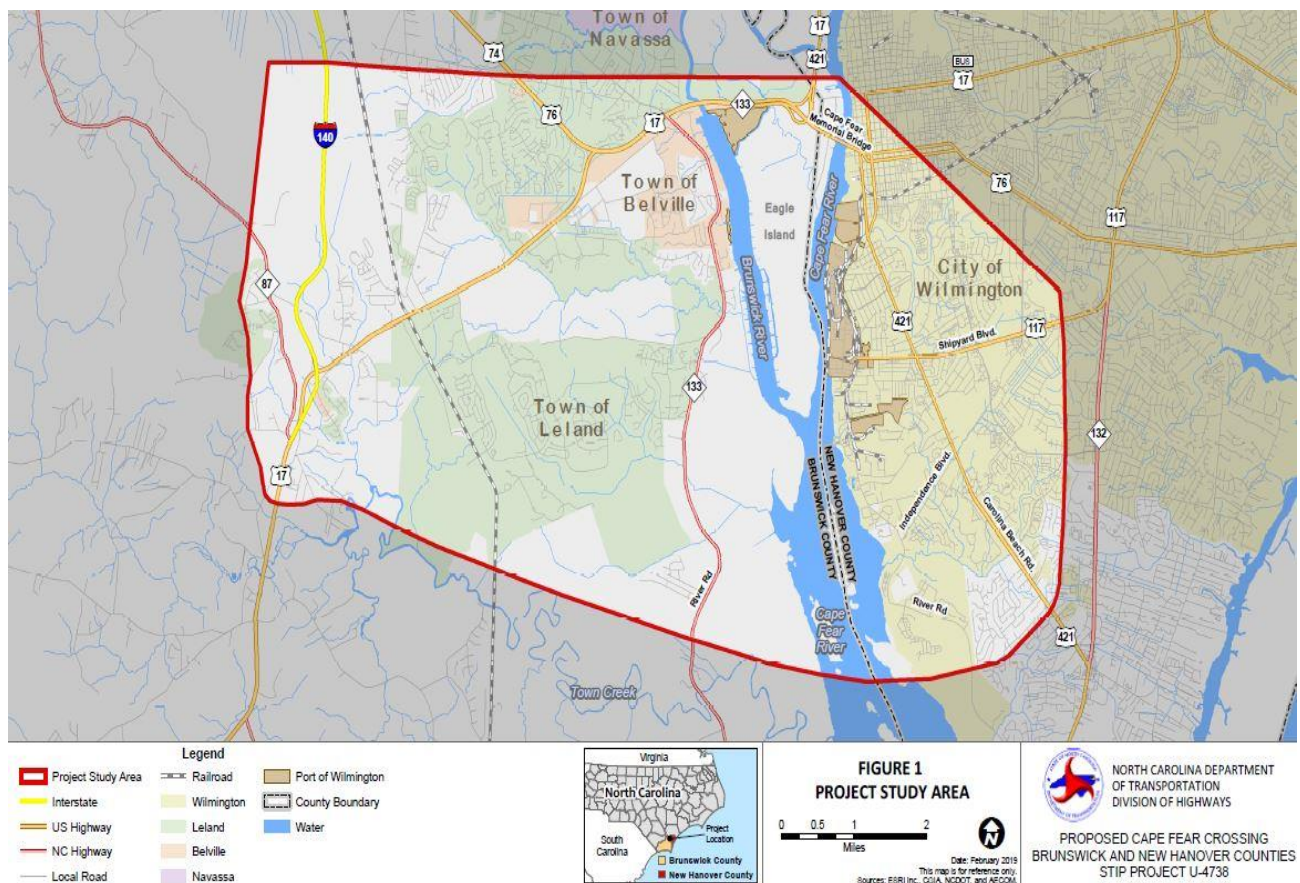 Town of
Navassa
17
421
74
BUS
17
133
76
17
Cape Fear
Memorial Bridge
140
76
117
Town of
Belville
Eagle
Island
Cape Fear River
Brunswick River
87
City of
Wilmington
421
Shipyard Blvd.
117
133
Town of
Leland
132
17
NEW HANOVER COUNTY
BRUNSWICK COUNTY
Independence Blvd.
Carolina Beach Rd.
River Rd
River Rd
Cape
Fear
River
421
Town Creek
Legend
Project Study Area
Interstate
US Highway
NC Highway
Local Road
Railroad
Wilmington
Leland
Belville
Navassa
Port of Wilmington
County Boundary
Water
Virginia
North Carolina
South
Carolina
Project
Location
Brunswick County
New Hanover County
FIGURE 1
PROJECT STUDY AREA
0 0.5 1 2
Miles
N
Date: February 2019
This map is for reference only.
Sources: ESRI Inc., CGIA, NCDOT, and AECOM.
NORTH CAROLINA DEPARTMENT
OF TRANSPORTATION
DIVISION OF HIGHWAYS
PROPOSED CAPE FEAR CROSSING
BRUNSWICK AND NEW HANOVER COUNTIES
STIP PROJECT U-4738